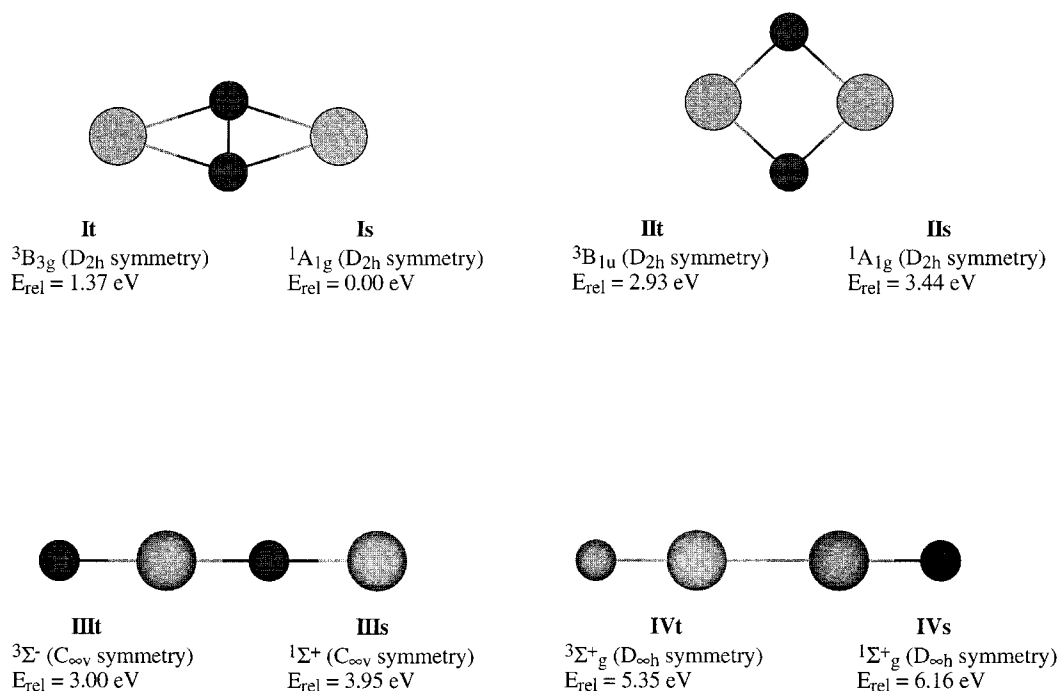 It
³B₃g (D₂h symmetry)
E_rel = 1.37 eV
Is
¹A₁g (D₂h symmetry)
E_rel = 0.00 eV
IIt
³B₁u (D₂h symmetry)
E_rel = 2.93 eV
IIs
¹A₁g (D₂h symmetry)
E_rel = 3.44 eV
IIIt
³Σ⁻ (C∞v symmetry)
E_rel = 3.00 eV
IIIs
¹Σ⁺ (C∞v symmetry)
E_rel = 3.95 eV
IVt
³Σ⁺g (D∞h symmetry)
E_rel = 5.35 eV
IVs
¹Σ⁺g (D∞h symmetry)
E_rel = 6.16 eV